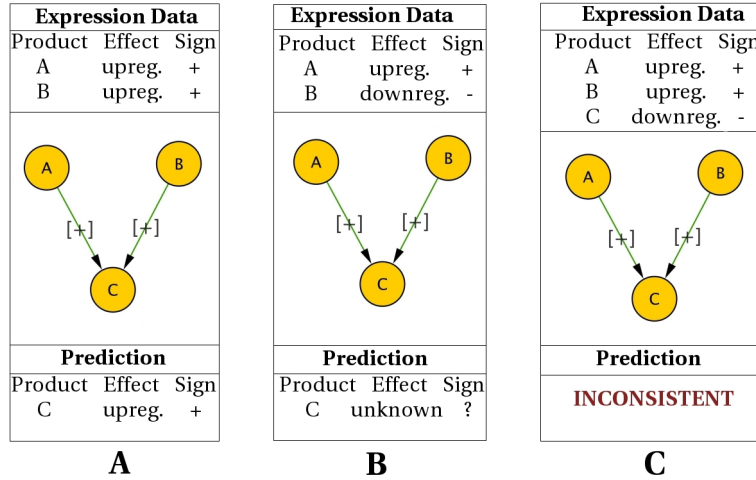 Expression Data
Product Effect Sign
A upreg. +
B upreg. +
A
B
[+]
[+]
C
Prediction
Product Effect Sign
C upreg. +
A
Expression Data
Product Effect Sign
A upreg. +
B downreg. -
A
B
[+]
[+]
C
Prediction
Product Effect Sign
C unknown ?
B
Expression Data
Product Effect Sign
A upreg. +
B upreg. +
C downreg. -
A
B
[+]
[+]
C
Prediction
INCONSISTENT
C